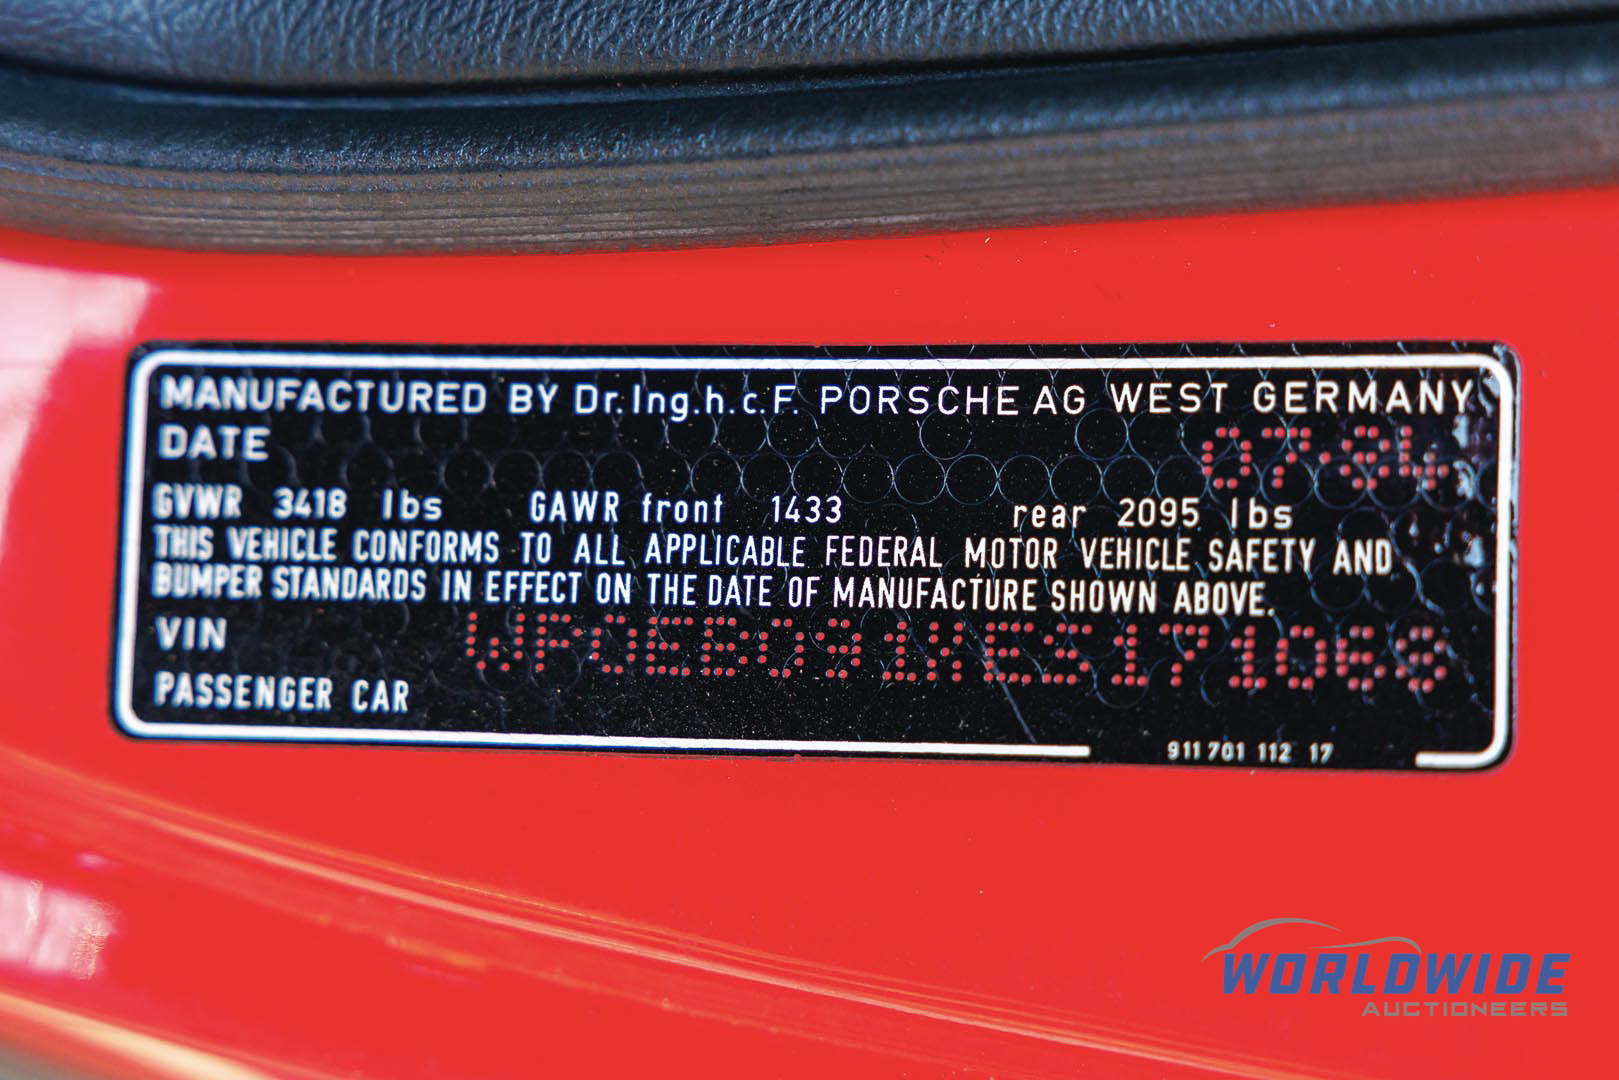 MANUFACTURED BY Dr.Ing.h.c.F. PORSCHE AG WEST GERMANY
DATE 07·84
GVWR 3418 lbs GAWR front 1433 rear 2095 lbs
THIS VEHICLE CONFORMS TO ALL APPLICABLE FEDERAL MOTOR VEHICLE SAFETY AND
BUMPER STANDARDS IN EFFECT ON THE DATE OF MANUFACTURE SHOWN ABOVE.
VIN
PASSENGER CAR
911 701 112 17
WORLDWIDE
AUCTIONEERS